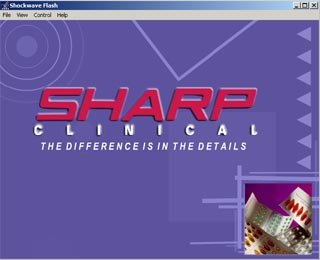 Shockwave Flash
File View Control Help
SHARP
CLINICAL
THE DIFFERENCE IS IN THE DETAILS